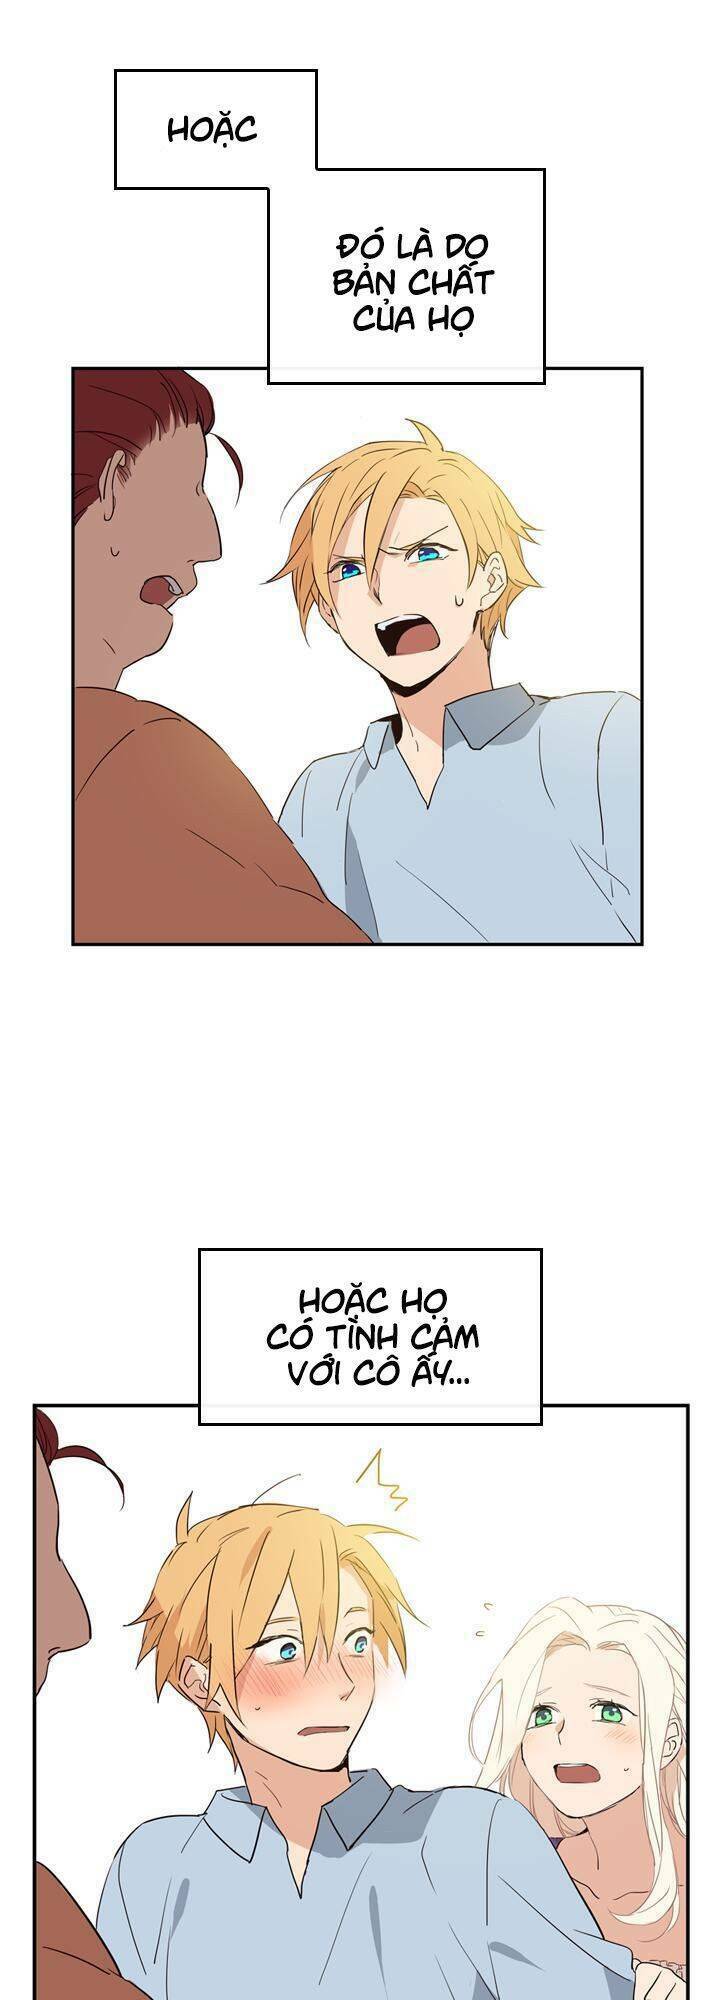 HOẶC
ĐÓ LÀ DO
BẢN CHẤT
CỦA HỌ
HOẶC HỌ
CÓ TÌNH CẢM
VỚI CÔ ẤY...